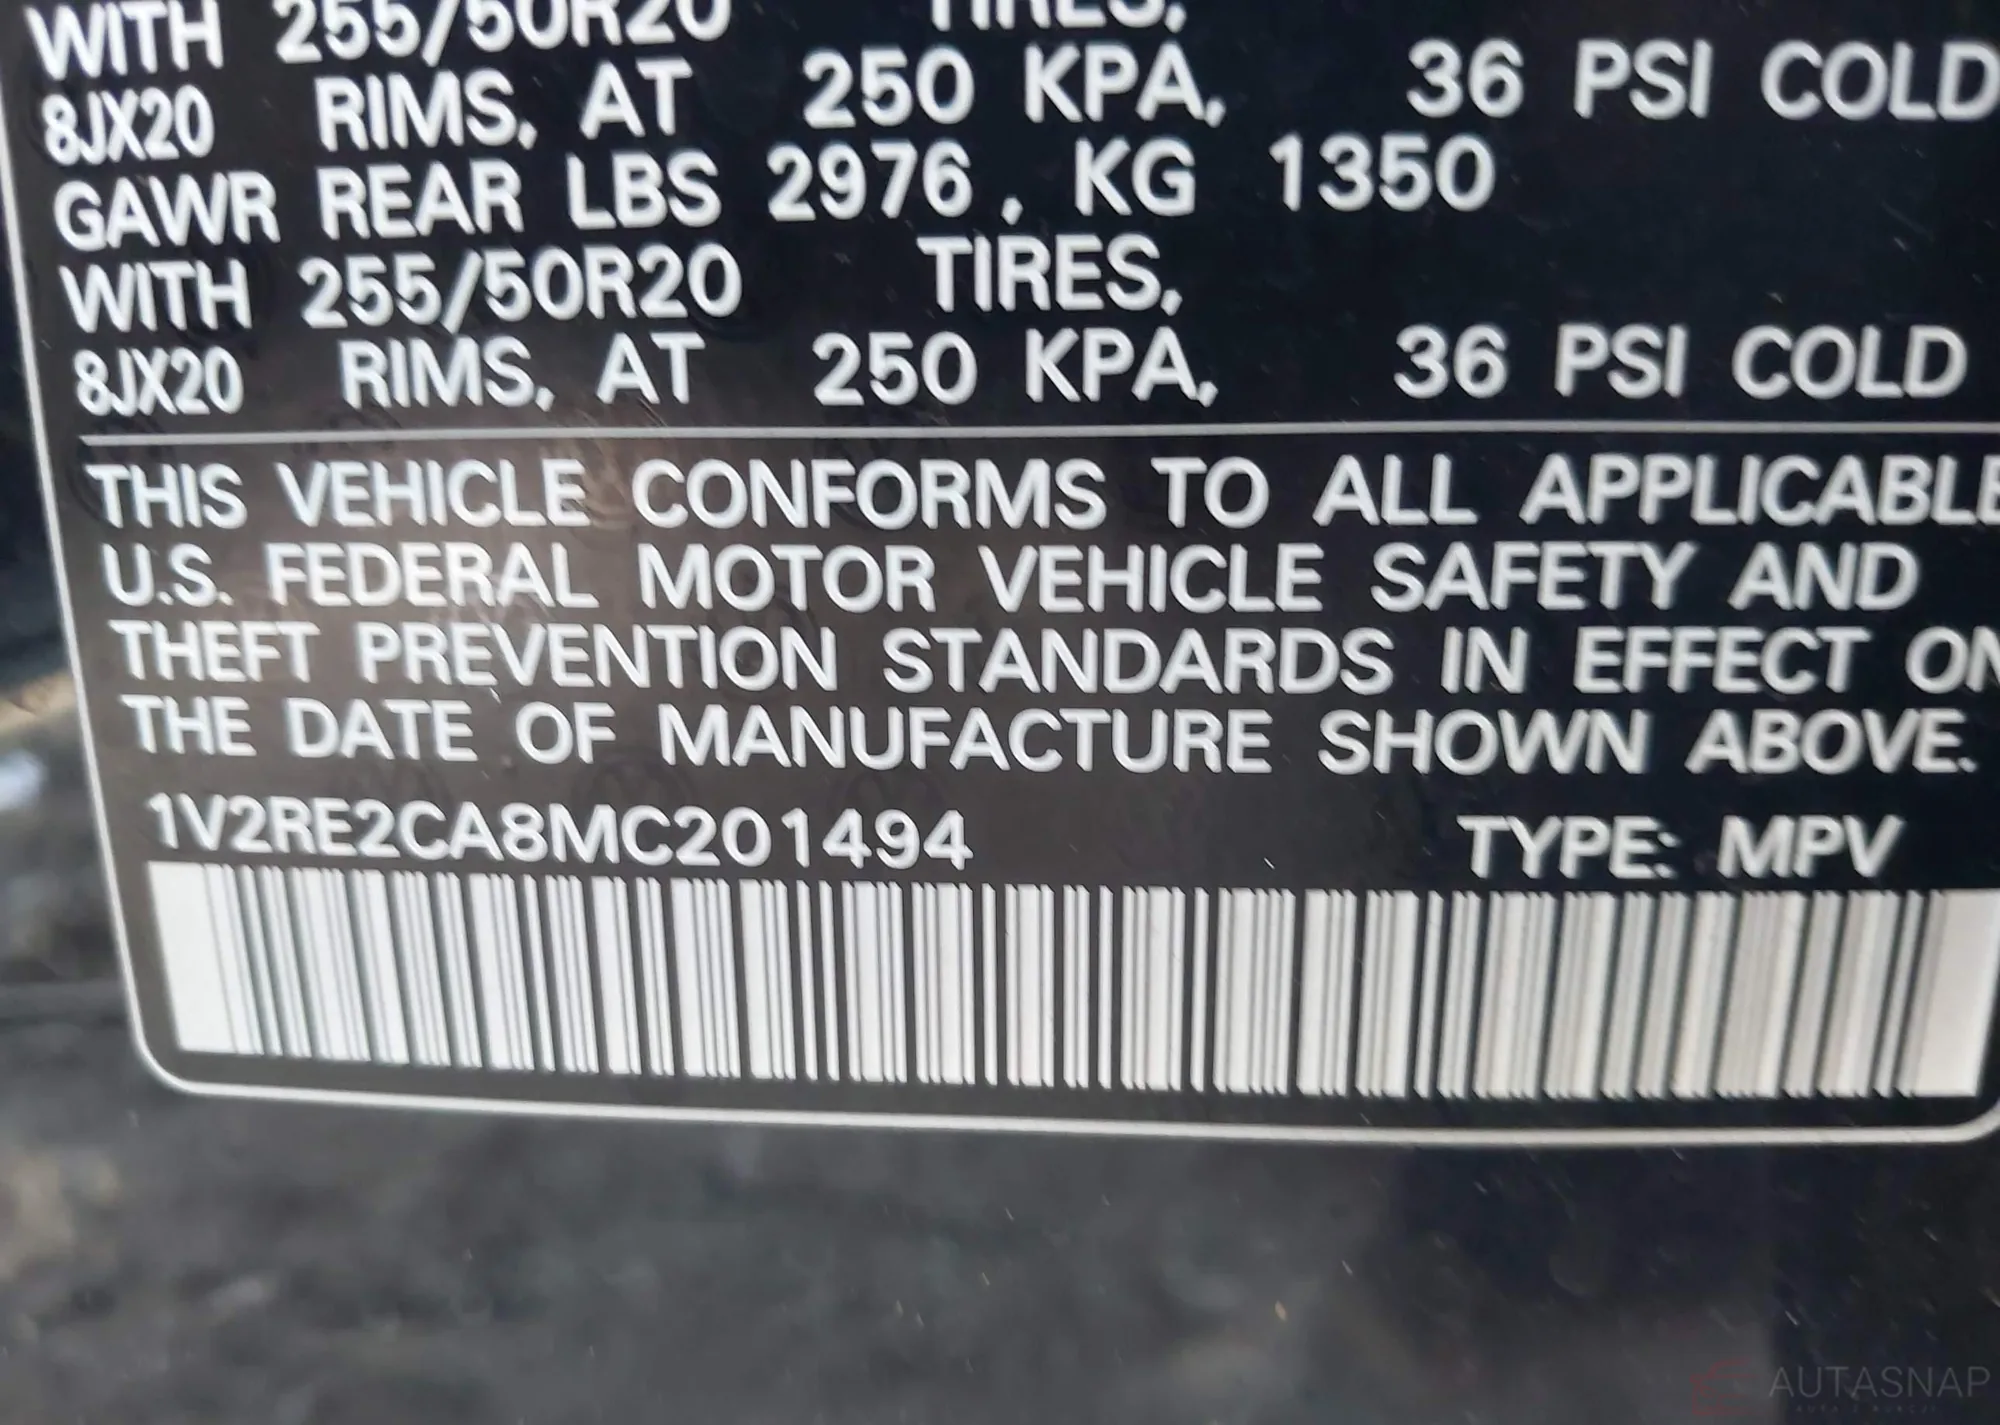 WITH 255/50R20 TIRES,
8JX20 RIMS, AT 250 KPA, 36 PSI COLD
GAWR REAR LBS 2976, KG 1350
WITH 255/50R20 TIRES,
8JX20 RIMS, AT 250 KPA, 36 PSI COLD
THIS VEHICLE CONFORMS TO ALL APPLICABLE
U.S. FEDERAL MOTOR VEHICLE SAFETY AND
THEFT PREVENTION STANDARDS IN EFFECT ON
THE DATE OF MANUFACTURE SHOWN ABOVE.
1V2RE2CA8MC201494 TYPE: MPV
AUTASNAP